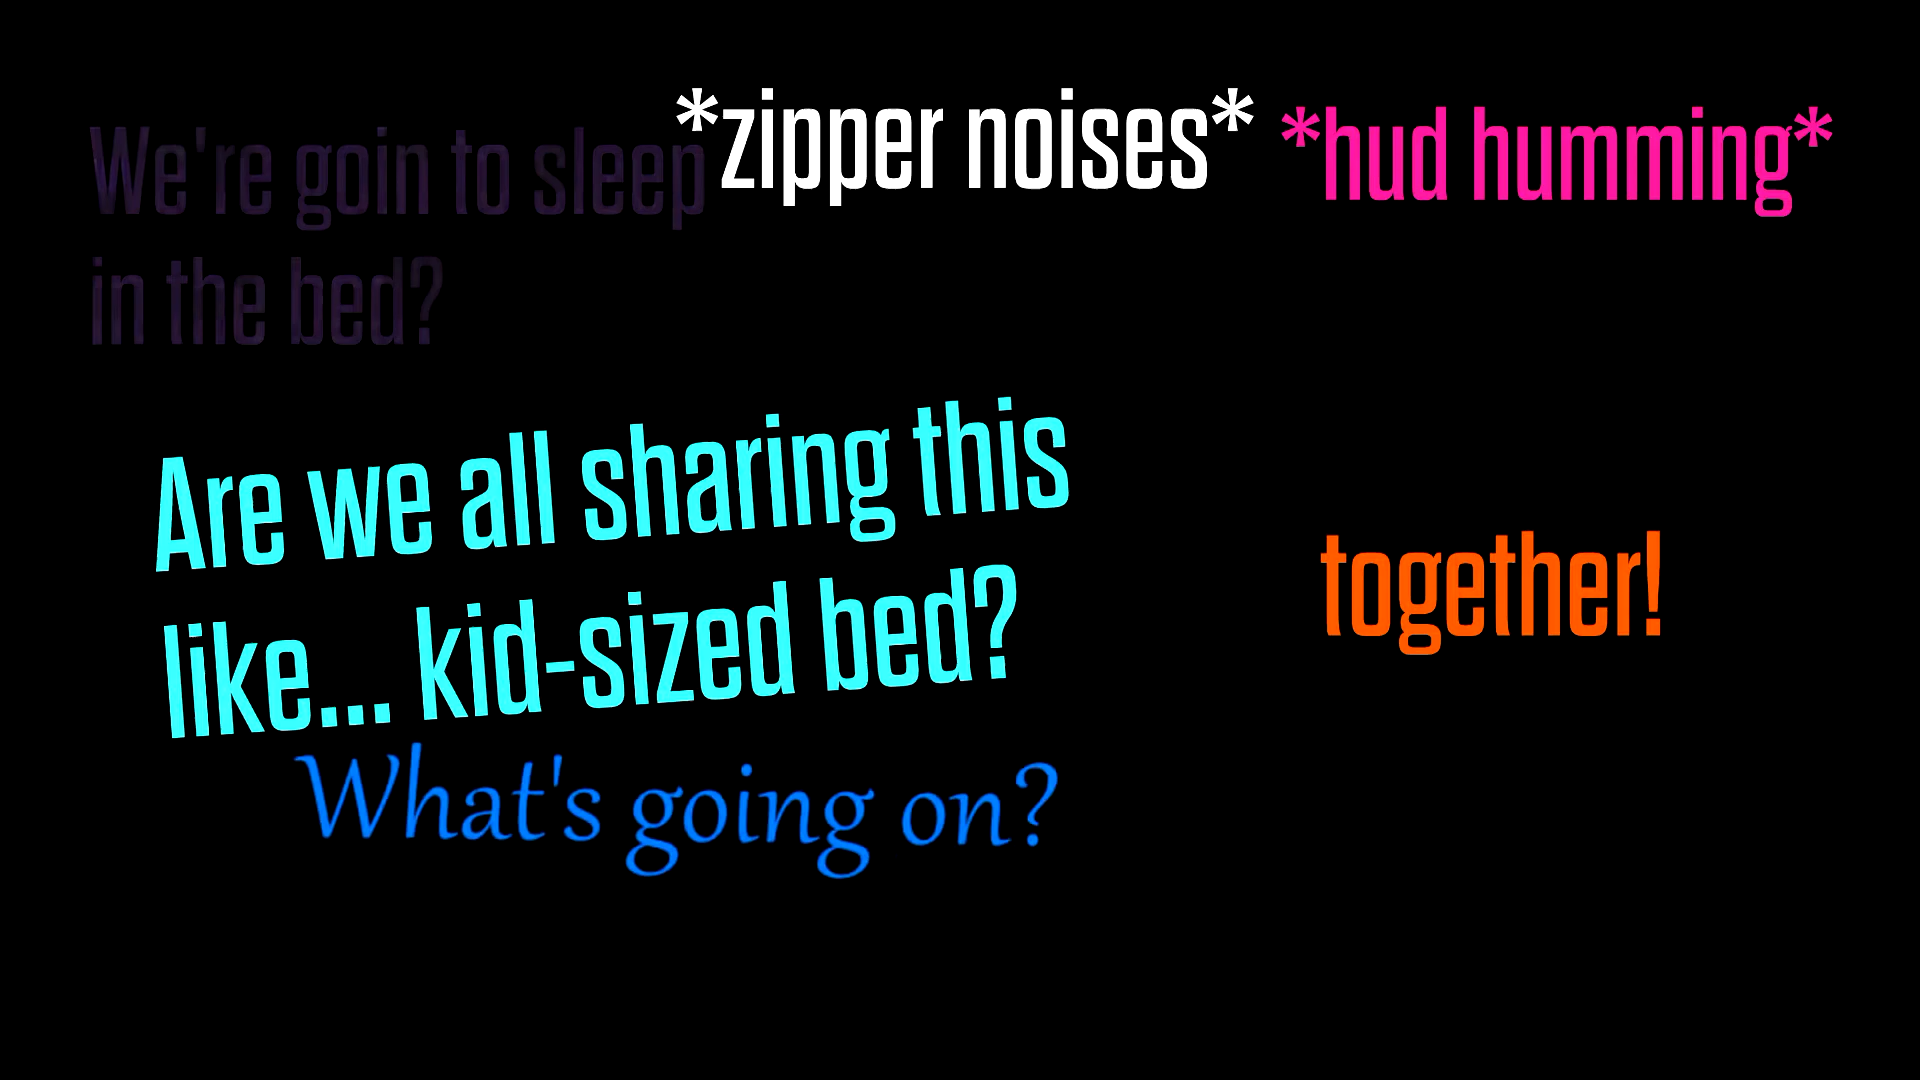 We're goin to sleep
in the bed?
*zipper noises*
*hud humming*
Are we all sharing this
like... kid-sized bed?
together!
What's going on?